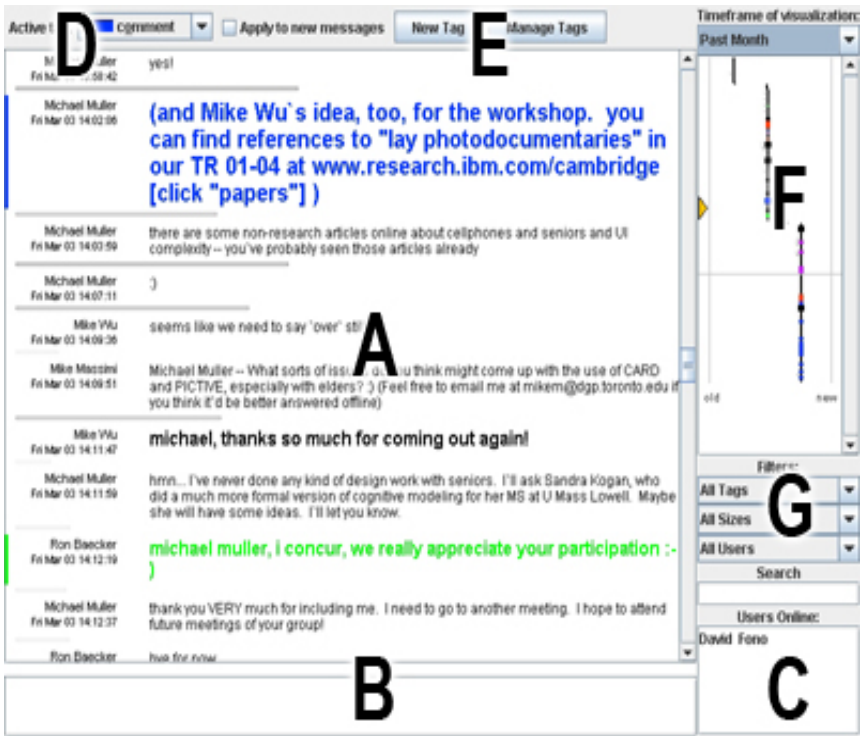 Active D comment Apply to new messages New Tag E Manage Tags
Timeframe of visualization:
Past Month
yes!
Michael Muller
Fri Mar 03 14:02:06
(and Mike Wu`s idea, too, for the workshop. you
can find references to "lay photodocumentaries" in
our TR 01-04 at www.research.ibm.com/cambridge
[click "papers"] )
Michael Muller
Fri Mar 03 14:03:59
there are some non-research articles online about cellphones and seniors and UI
complexity -- you`ve probably seen those articles already
Michael Muller
Fri Mar 03 14:07:11
:)
Mike Wu
Fri Mar 03 14:09:36
seems like we need to say `over`
A
Mike Massimi
Fri Mar 03 14:09:51
Michael Muller -- What sorts of you think might come up with the use of CARD
and PICTIVE, especially with elders? :) (Feel free to email me at mikem@dgp.toronto.edu if
you think it`d be better answered offline)
Mike Wu
Fri Mar 03 14:11:47
michael, thanks so much for coming out again!
Michael Muller
Fri Mar 03 14:11:59
hmn... I`ve never done any kind of design work with seniors. I`ll ask Sandra Kogan, who
did a much more formal version of cognitive modeling for her MS at U Mass Lowell. Maybe
she will have some ideas. I`ll let you know.
Ron Baecker
Fri Mar 03 14:12:19
michael muller, i concur, we really appreciate your participation :-
)
Michael Muller
Fri Mar 03 14:12:37
thank you VERY much for including me. I need to go to another meeting. I hope to attend
future meetings of your group!
Ron Baecker
bye for now
B
F
old new
Filters:
All Tags
G
All Sizes
All Users
Search
Users Online:
David Fono
C